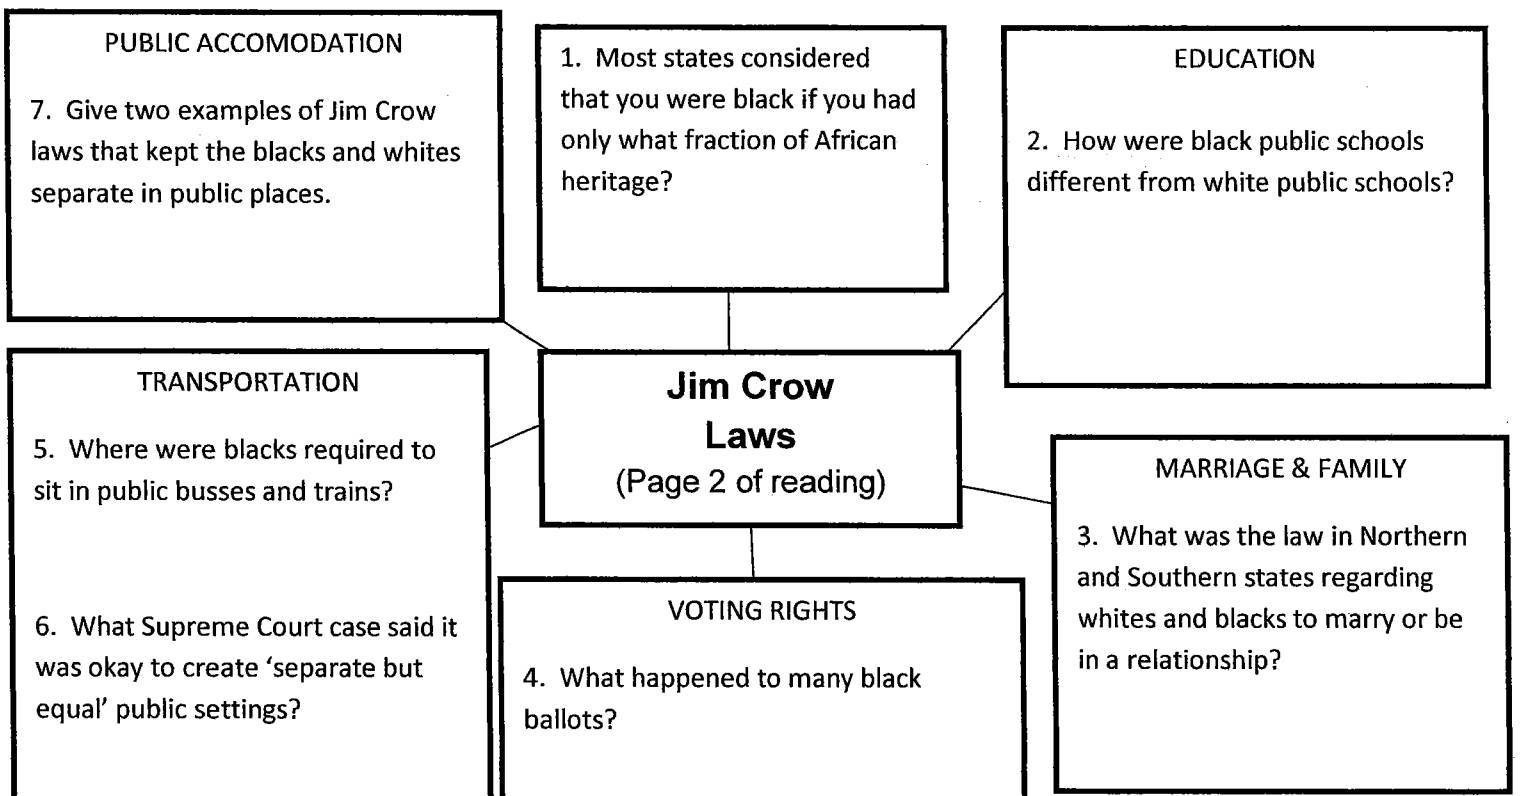 PUBLIC ACCOMODATION
7. Give two examples of Jim Crow
laws that kept the blacks and whites
separate in public places.
1. Most states considered
that you were black if you had
only what fraction of African
heritage?
EDUCATION
2. How were black public schools
different from white public schools?
TRANSPORTATION
5. Where were blacks required to
sit in public busses and trains?
6. What Supreme Court case said it
was okay to create ‘separate but
equal’ public settings?
Jim Crow
Laws
(Page 2 of reading)
MARRIAGE & FAMILY
3. What was the law in Northern
and Southern states regarding
whites and blacks to marry or be
in a relationship?
VOTING RIGHTS
4. What happened to many black
ballots?